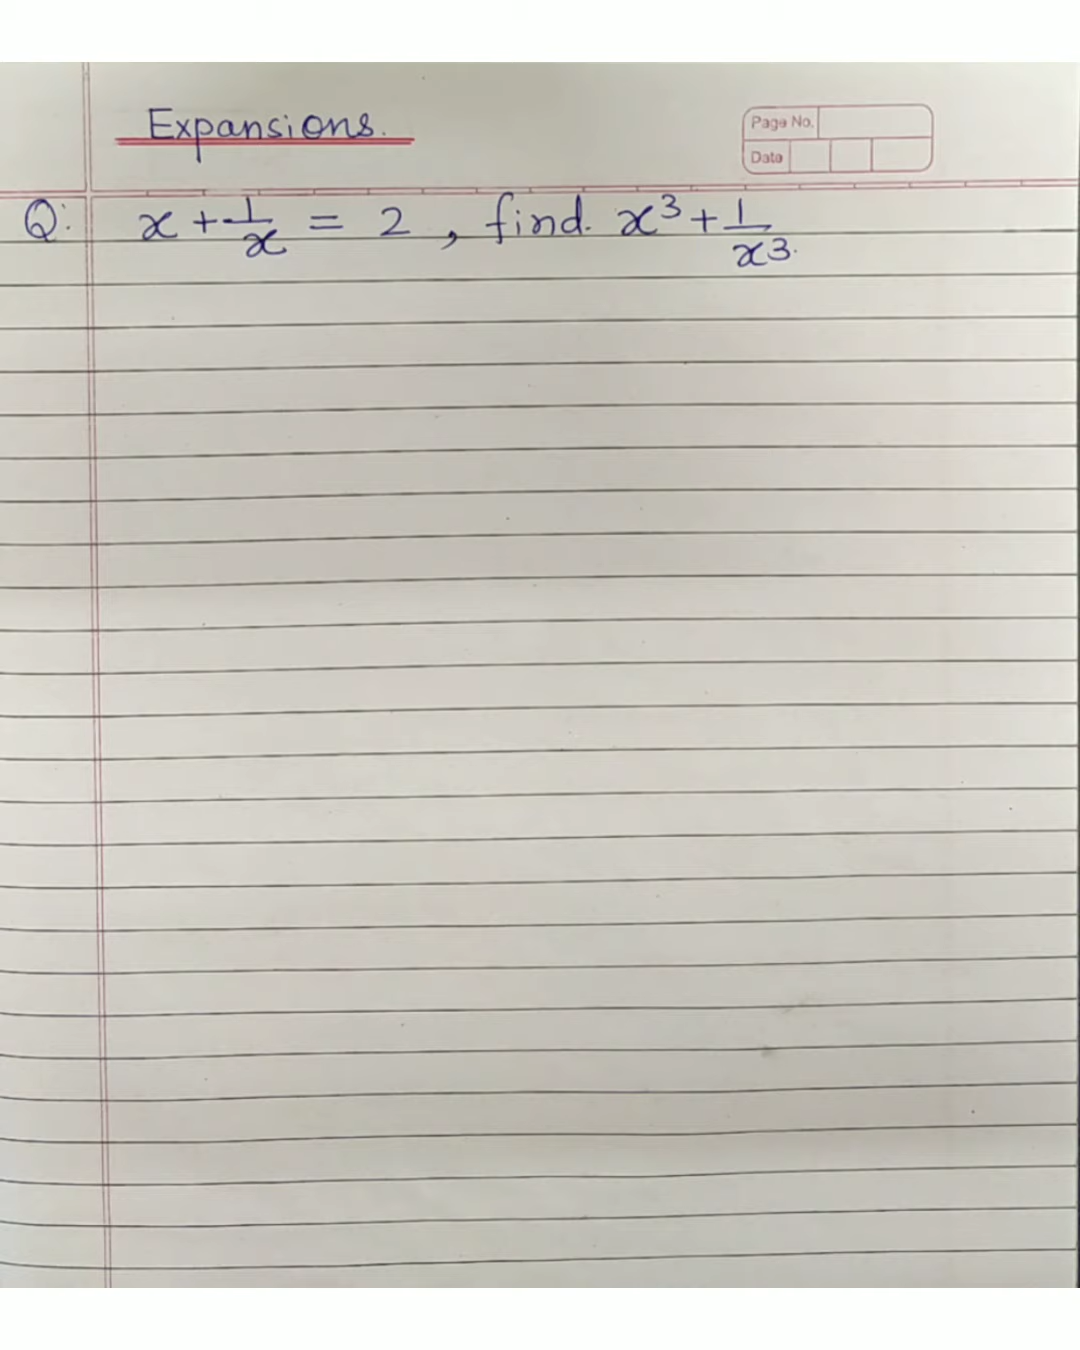 Expansions.
Page No.
Date
Q: x + 1/x = 2 , find. x³ + 1/x³.